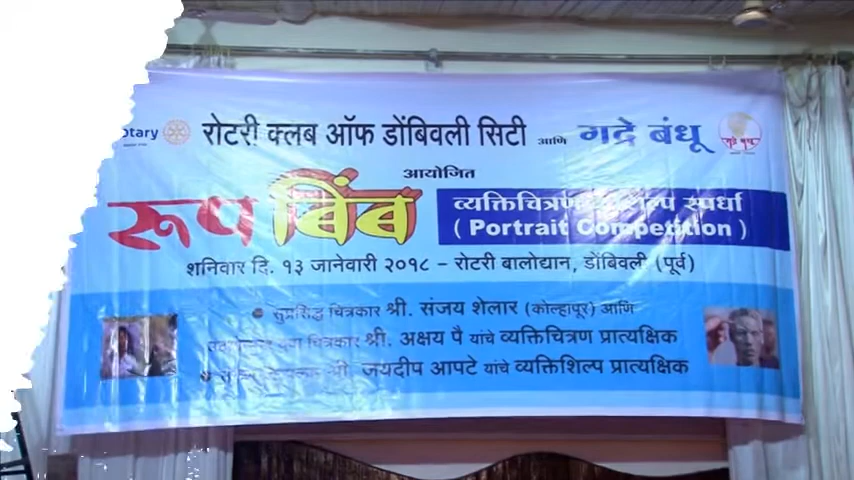 रोटरी क्लब ऑफ डोंबिवली सिटी आणि गद्रे बंधू
आयोजित
रूप बिंब
व्यक्तिचित्रण शिल्प स्पर्धा
( Portrait Competition )
शनिवार दि. १३ जानेवारी २०१८ - रोटरी बालोद्यान, डोंबिवली (पूर्व)
सुप्रसिद्ध चित्रकार श्री. संजय शेलार (कोल्हापूर) आणि
चित्रकार श्री. अक्षय पै यांचे व्यक्तिचित्रण प्रात्यक्षिक
श्री. जयदीप आपटे यांचे व्यक्तिशिल्प प्रात्यक्षिक